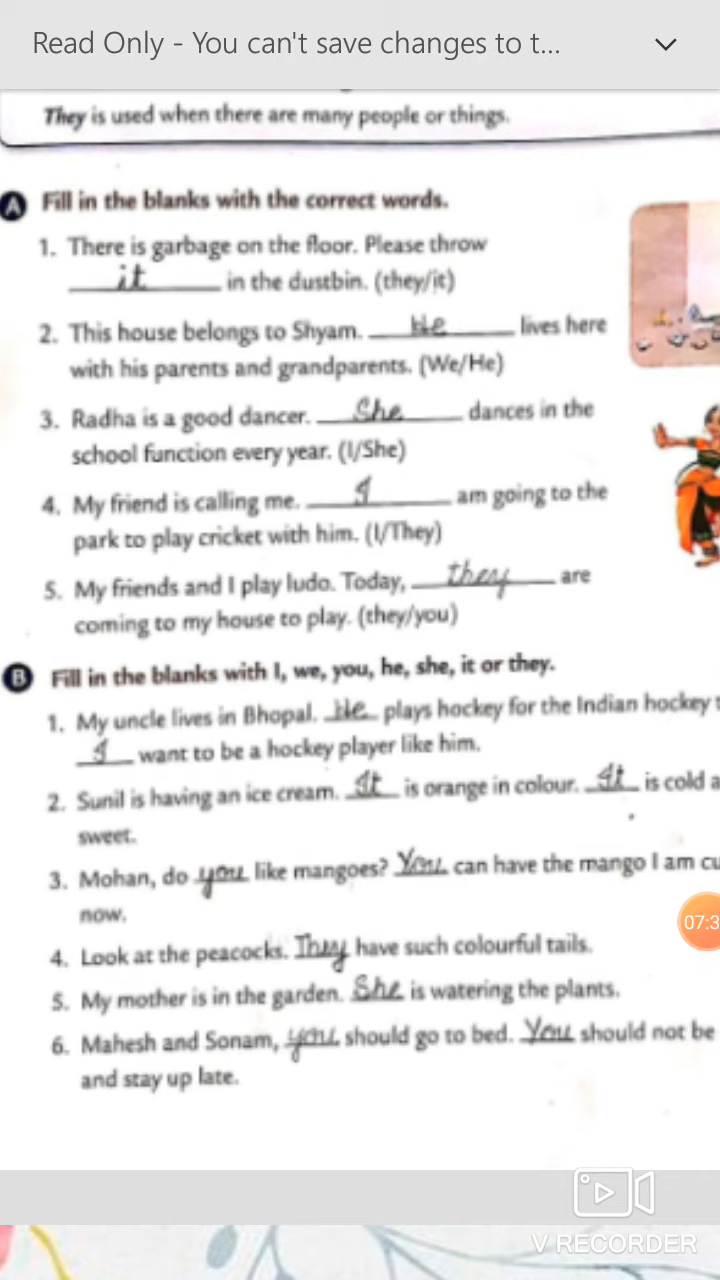 Read Only - You can't save changes to t...
They is used when there are many people or things.
A Fill in the blanks with the correct words.
1. There is garbage on the floor. Please throw
it in the dustbin. (they/it)
2. This house belongs to Shyam. He lives here
with his parents and grandparents. (We/He)
3. Radha is a good dancer. She dances in the
school function every year. (I/She)
4. My friend is calling me. I am going to the
park to play cricket with him. (I/They)
5. My friends and I play ludo. Today, they are
coming to my house to play. (they/you)
B Fill in the blanks with I, we, you, he, she, it or they.
1. My uncle lives in Bhopal. He plays hockey for the Indian hockey t
I want to be a hockey player like him.
2. Sunil is having an ice cream. It is orange in colour. It is cold a
sweet.
3. Mohan, do you like mangoes? You can have the mango I am cu
now.
07:3
4. Look at the peacocks. They have such colourful tails.
5. My mother is in the garden. She is watering the plants.
6. Mahesh and Sonam, you should go to bed. You should not be
and stay up late.
V RECORDER